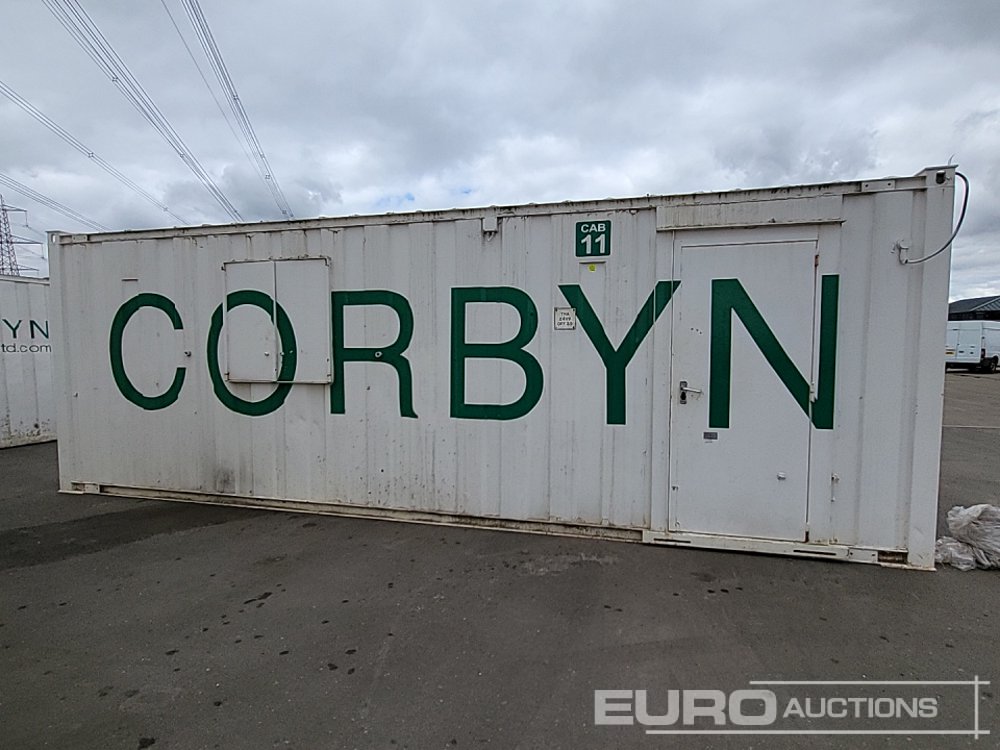 CAB
11
CORBYN
YN
td.com
EURO AUCTIONS